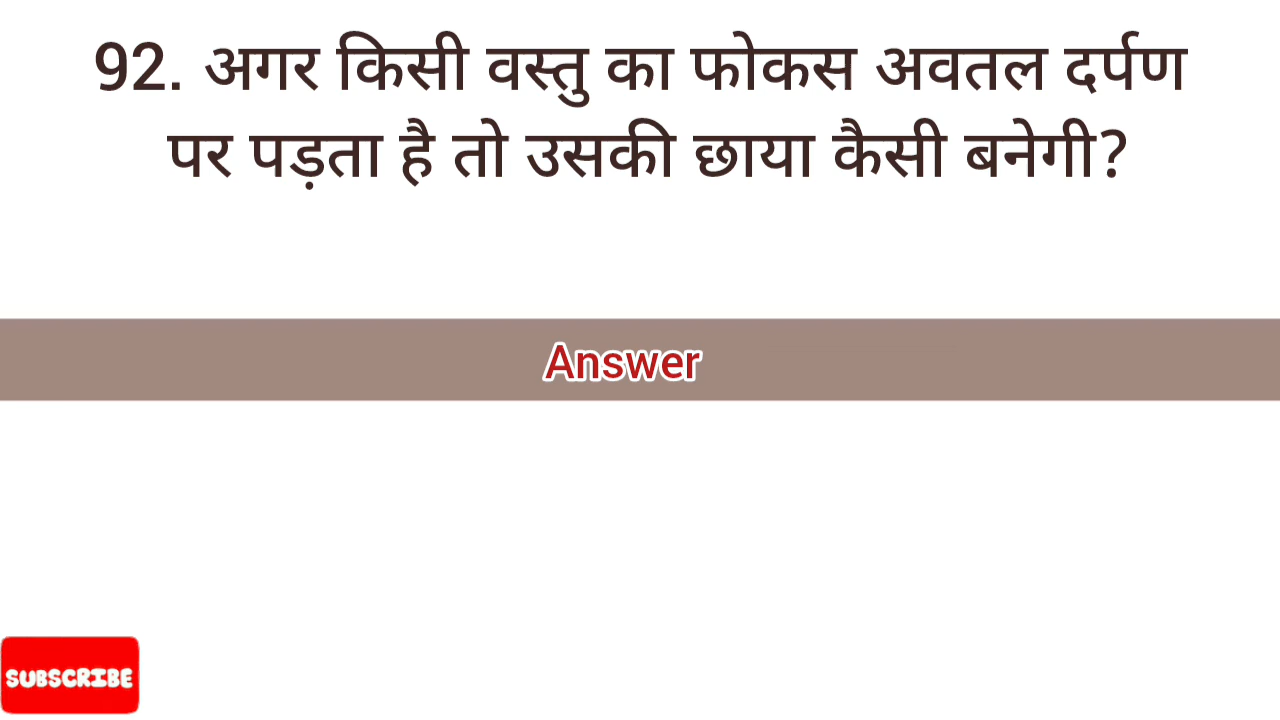 92. अगर किसी वस्तु का फोकस अवतल दर्पण
पर पड़ता है तो उसकी छाया कैसी बनेगी?
Answer
SUBSCRIBE